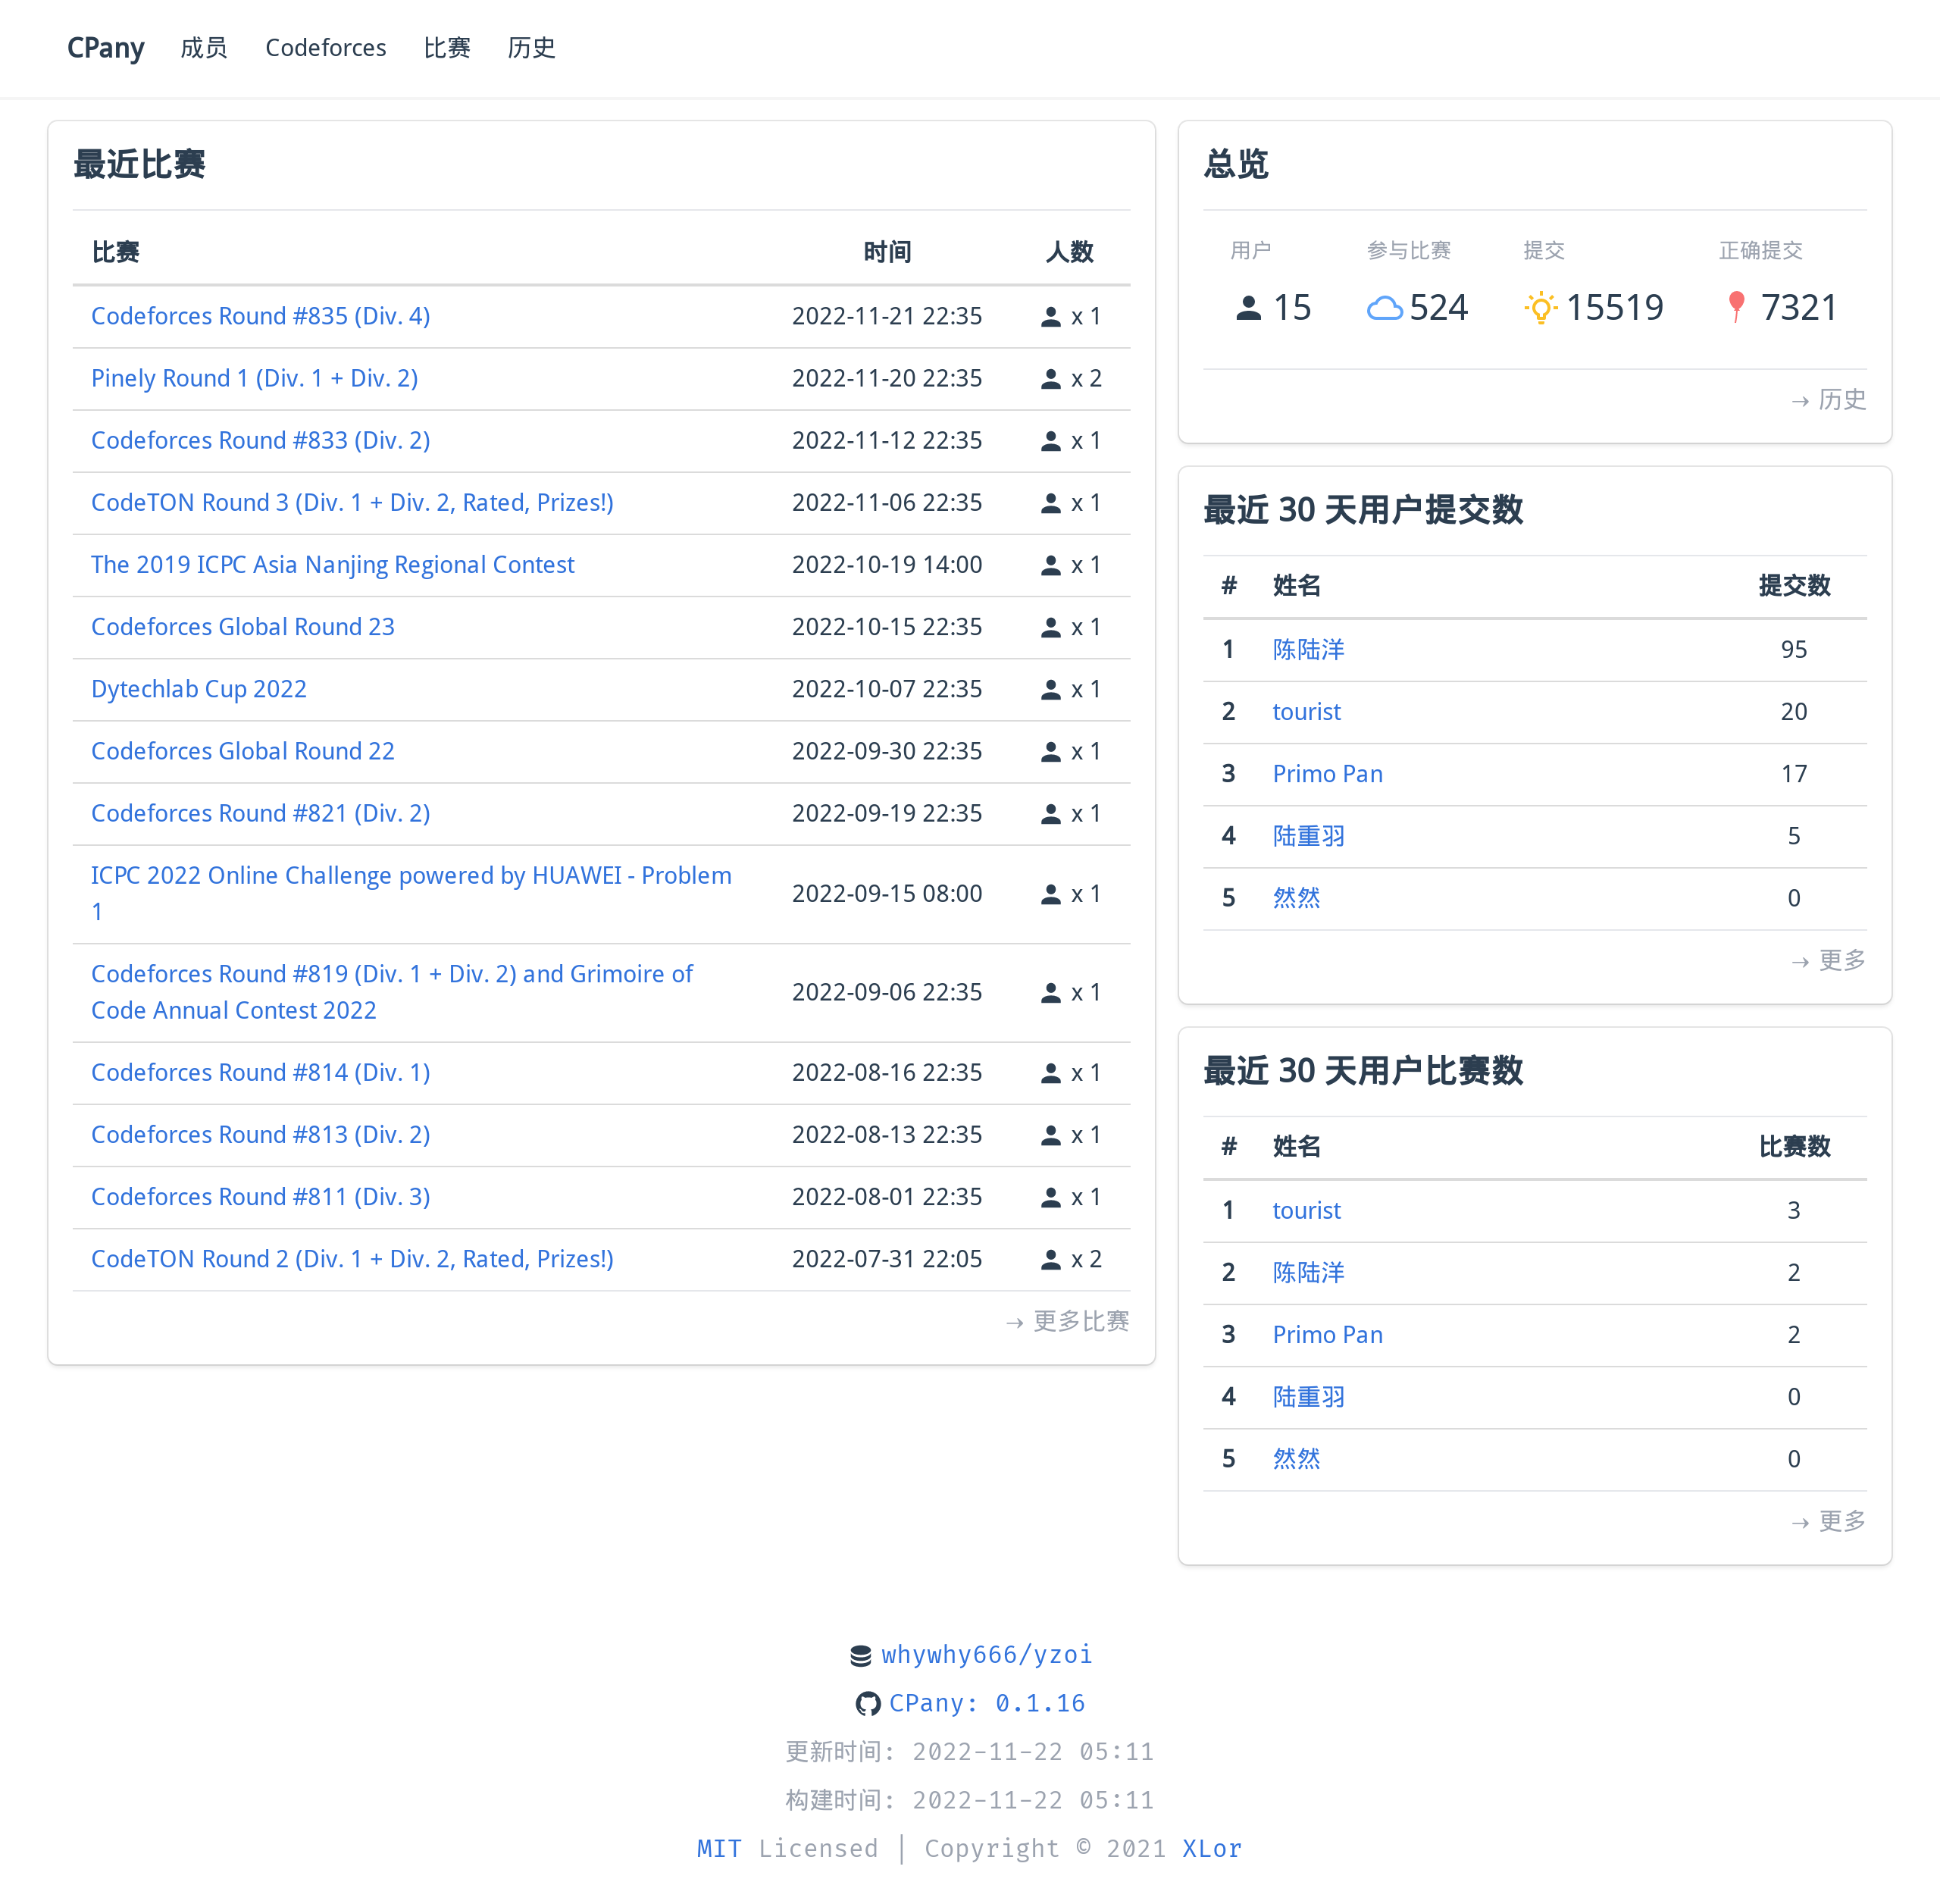 CPany 成员 Codeforces 比赛 历史
最近比赛
比赛 时间 人数
Codeforces Round #835 (Div. 4) 2022-11-21 22:35 x 1
Pinely Round 1 (Div. 1 + Div. 2) 2022-11-20 22:35 x 2
Codeforces Round #833 (Div. 2) 2022-11-12 22:35 x 1
CodeTON Round 3 (Div. 1 + Div. 2, Rated, Prizes!) 2022-11-06 22:35 x 1
The 2019 ICPC Asia Nanjing Regional Contest 2022-10-19 14:00 x 1
Codeforces Global Round 23 2022-10-15 22:35 x 1
Dytechlab Cup 2022 2022-10-07 22:35 x 1
Codeforces Global Round 22 2022-09-30 22:35 x 1
Codeforces Round #821 (Div. 2) 2022-09-19 22:35 x 1
ICPC 2022 Online Challenge powered by HUAWEI - Problem
1 2022-09-15 08:00 x 1
Codeforces Round #819 (Div. 1 + Div. 2) and Grimoire of
Code Annual Contest 2022 2022-09-06 22:35 x 1
Codeforces Round #814 (Div. 1) 2022-08-16 22:35 x 1
Codeforces Round #813 (Div. 2) 2022-08-13 22:35 x 1
Codeforces Round #811 (Div. 3) 2022-08-01 22:35 x 1
CodeTON Round 2 (Div. 1 + Div. 2, Rated, Prizes!) 2022-07-31 22:05 x 2
→ 更多比赛
总览
用户 参与比赛 提交 正确提交
15 524 15519 7321
→ 历史
最近 30 天用户提交数
# 姓名 提交数
1 陈陆洋 95
2 tourist 20
3 Primo Pan 17
4 陆重羽 5
5 然然 0
→ 更多
最近 30 天用户比赛数
# 姓名 比赛数
1 tourist 3
2 陈陆洋 2
3 Primo Pan 2
4 陆重羽 0
5 然然 0
→ 更多
whywhy666/yzoi
CPany: 0.1.16
更新时间: 2022-11-22 05:11
构建时间: 2022-11-22 05:11
MIT Licensed | Copyright © 2021 XLor